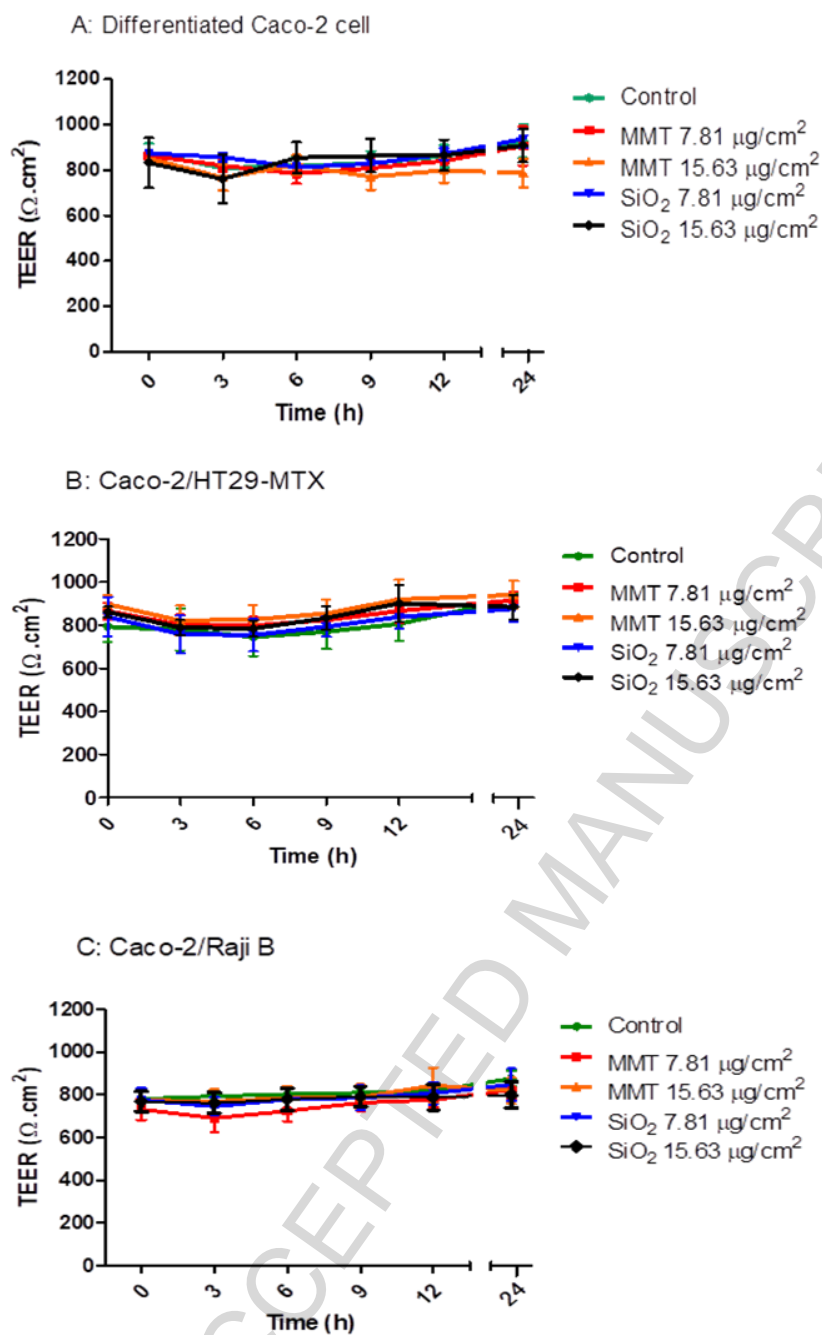 A: Differentiated Caco-2 cell
1200
1000
800
600
400
200
0
TEER (Ω.cm²)
0 3 6 9 12 24
Time (h)
Control
MMT 7.81 μg/cm²
MMT 15.63 μg/cm²
SiO₂ 7.81 μg/cm²
SiO₂ 15.63 μg/cm²
B: Caco-2/HT29-MTX
1200
1000
800
600
400
200
0
TEER (Ω.cm²)
0 3 6 9 12 24
Time (h)
Control
MMT 7.81 μg/cm²
MMT 15.63 μg/cm²
SiO₂ 7.81 μg/cm²
SiO₂ 15.63 μg/cm²
C: Caco-2/Raji B
1200
1000
800
600
400
200
0
TEER (Ω.cm²)
0 3 6 9 12 24
Time (h)
Control
MMT 7.81 μg/cm²
MMT 15.63 μg/cm²
SiO₂ 7.81 μg/cm²
SiO₂ 15.63 μg/cm²
CCEPTED MANUSCR